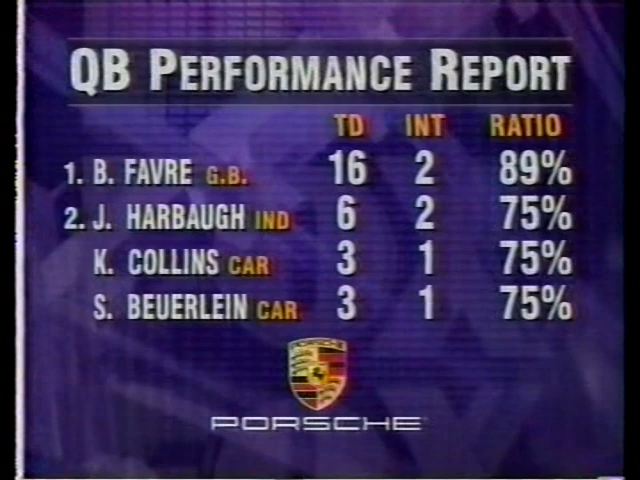 QB PERFORMANCE REPORT
TD INT RATIO
1. B. FAVRE G.B. 16 2 89%
2. J. HARBAUGH IND 6 2 75%
K. COLLINS CAR 3 1 75%
S. BEUERLEIN CAR 3 1 75%
PORSCHE
PORSCHE